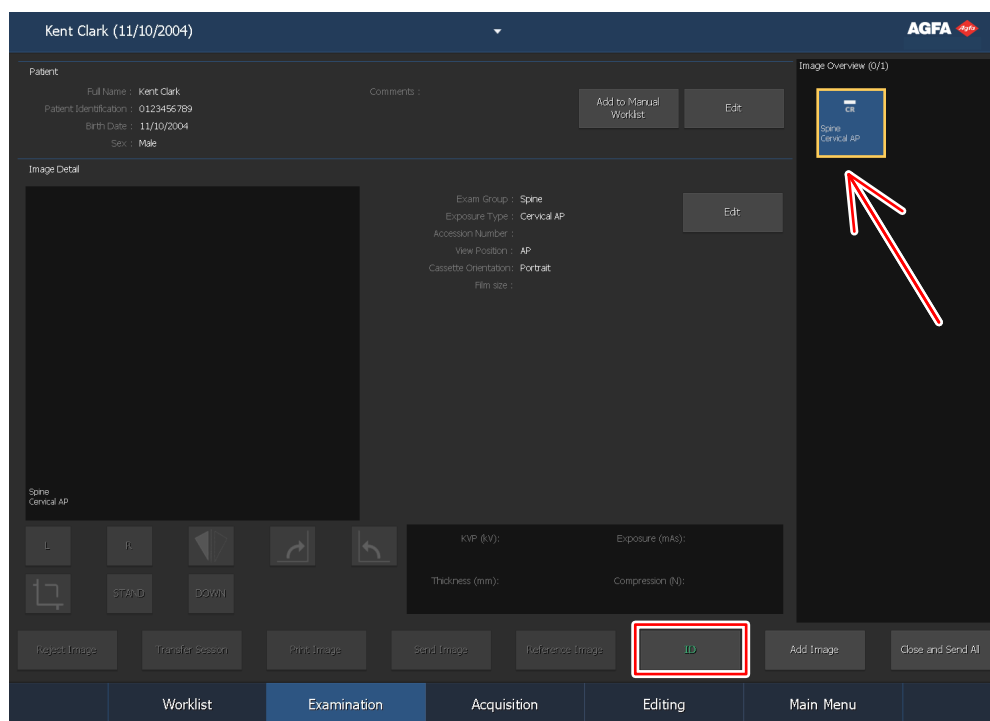 Kent Clark (11/10/2004)
AGFA
Agfa
Patient
Full Name : Kent Clark
Patient Identification : 0123456789
Birth Date : 11/10/2004
Sex : Male
Comments :
Add to Manual
Worklist
Edit
Image Overview (0/1)
CR
Spine
Cervical AP
Image Detail
Exam Group : Spine
Exposure Type : Cervical AP
Accession Number :
View Position : AP
Cassette Orientation: Portrait
Film size :
Edit
Spine
Cervical AP
L
R
STAND
DOWN
KVP (kV):
Exposure (mAs):
Thickness (mm):
Compression (N):
Reject Image
Transfer Session
Print Image
Send Image
Reference Image
ID
Add Image
Close and Send All
Worklist
Examination
Acquisition
Editing
Main Menu